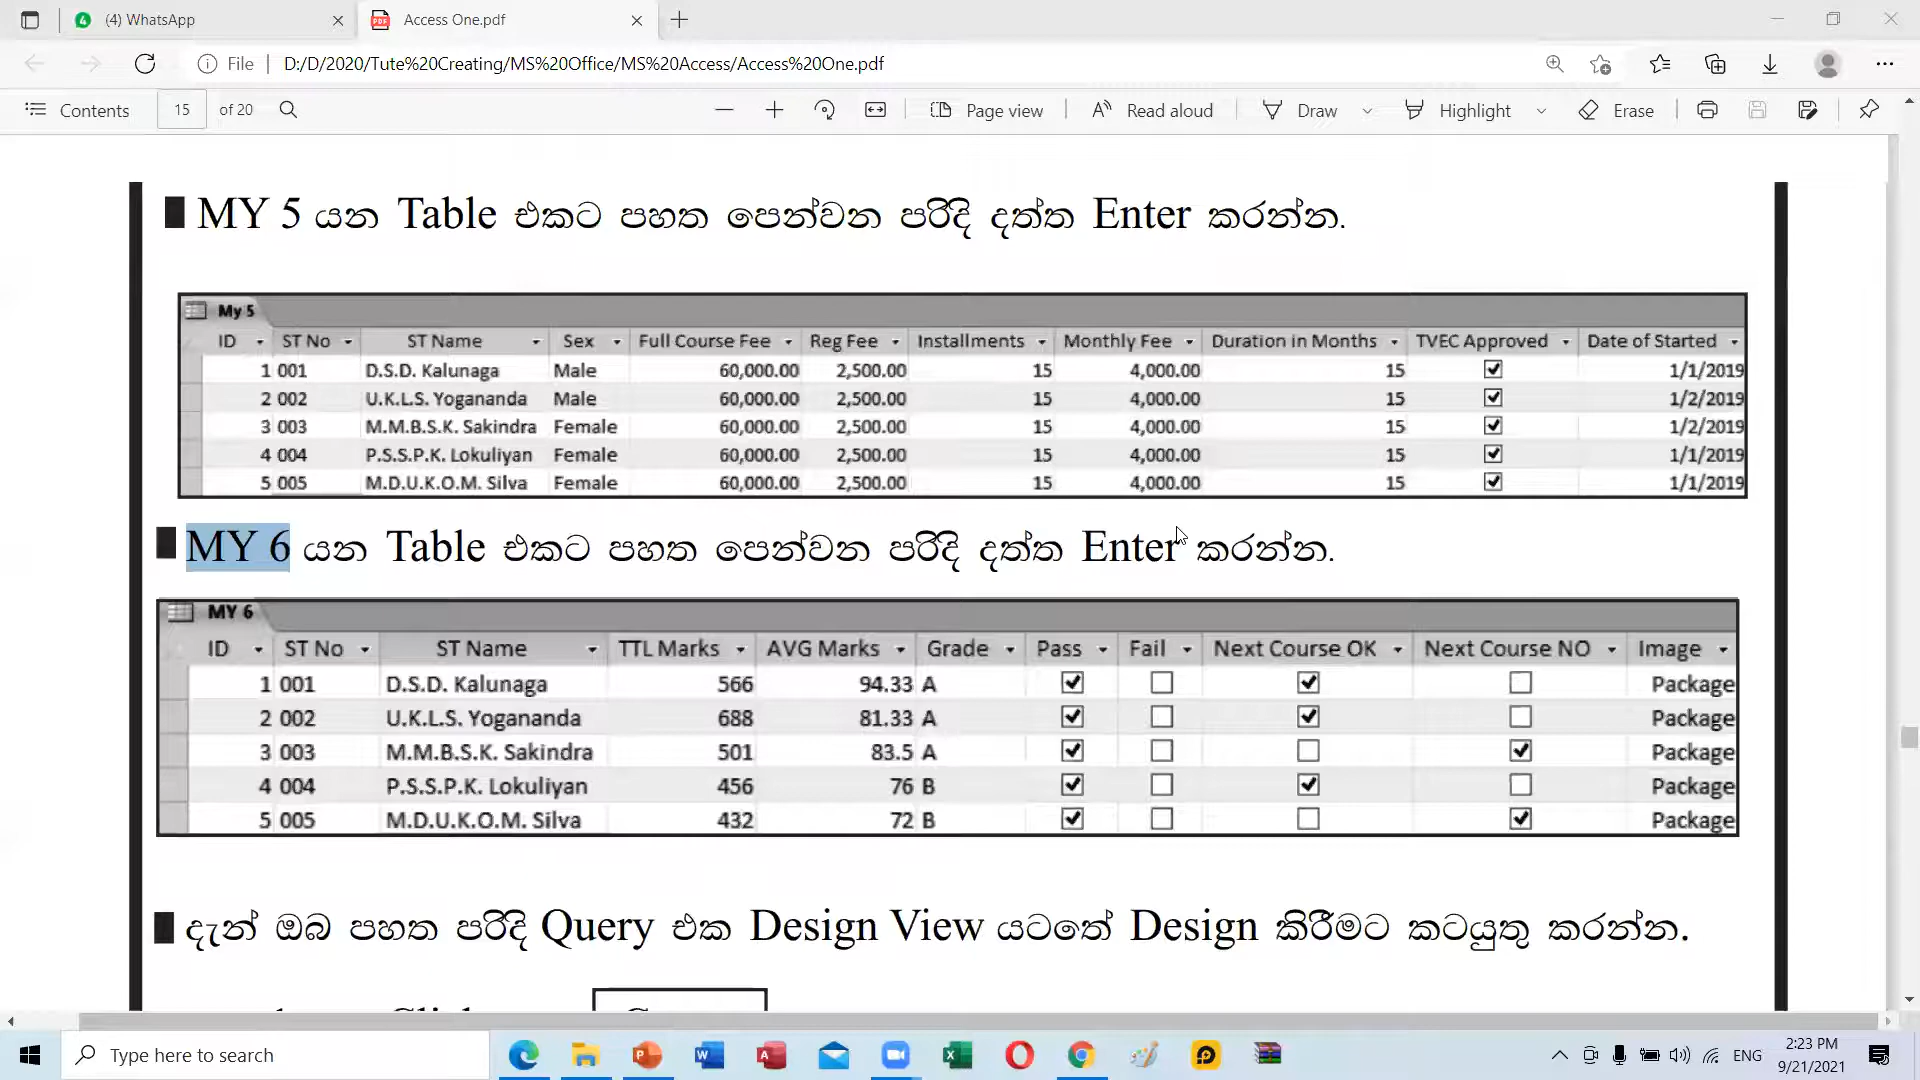 (4) WhatsApp
Access One.pdf
File
D:/D/2020/Tute%20Creating/MS%20Office/MS%20Access/Access%20One.pdf
Contents 15 of 20 Page view Read aloud Draw Highlight Erase
MY 5 යන Table එකට පහත පෙන්වන පරිදි දත්ත Enter කරන්න.
My 5
ID ST No ST Name Sex Full Course Fee Reg Fee Installments Monthly Fee Duration in Months TVEC Approved Date of Started
1 001 D.S.D. Kalunaga Male 60,000.00 2,500.00 15 4,000.00 15 1/1/2019
2 002 U.K.L.S. Yogananda Male 60,000.00 2,500.00 15 4,000.00 15 1/2/2019
3 003 M.M.B.S.K. Sakindra Female 60,000.00 2,500.00 15 4,000.00 15 1/2/2019
4 004 P.S.S.P.K. Lokuliyan Female 60,000.00 2,500.00 15 4,000.00 15 1/1/2019
5 005 M.D.U.K.O.M. Silva Female 60,000.00 2,500.00 15 4,000.00 15 1/1/2019
MY 6 යන Table එකට පහත පෙන්වන පරිදි දත්ත Enter කරන්න.
MY 6
ID ST No ST Name TTL Marks AVG Marks Grade Pass Fail Next Course OK Next Course NO Image
1 001 D.S.D. Kalunaga 566 94.33 A Package
2 002 U.K.L.S. Yogananda 688 81.33 A Package
3 003 M.M.B.S.K. Sakindra 501 83.5 A Package
4 004 P.S.S.P.K. Lokuliyan 456 76 B Package
5 005 M.D.U.K.O.M. Silva 432 72 B Package
දැන් ඔබ පහත පරිදි Query එක Design View යටතේ Design කිරීමට කටයුතු කරන්න.
Type here to search
ENG
2:23 PM
9/21/2021